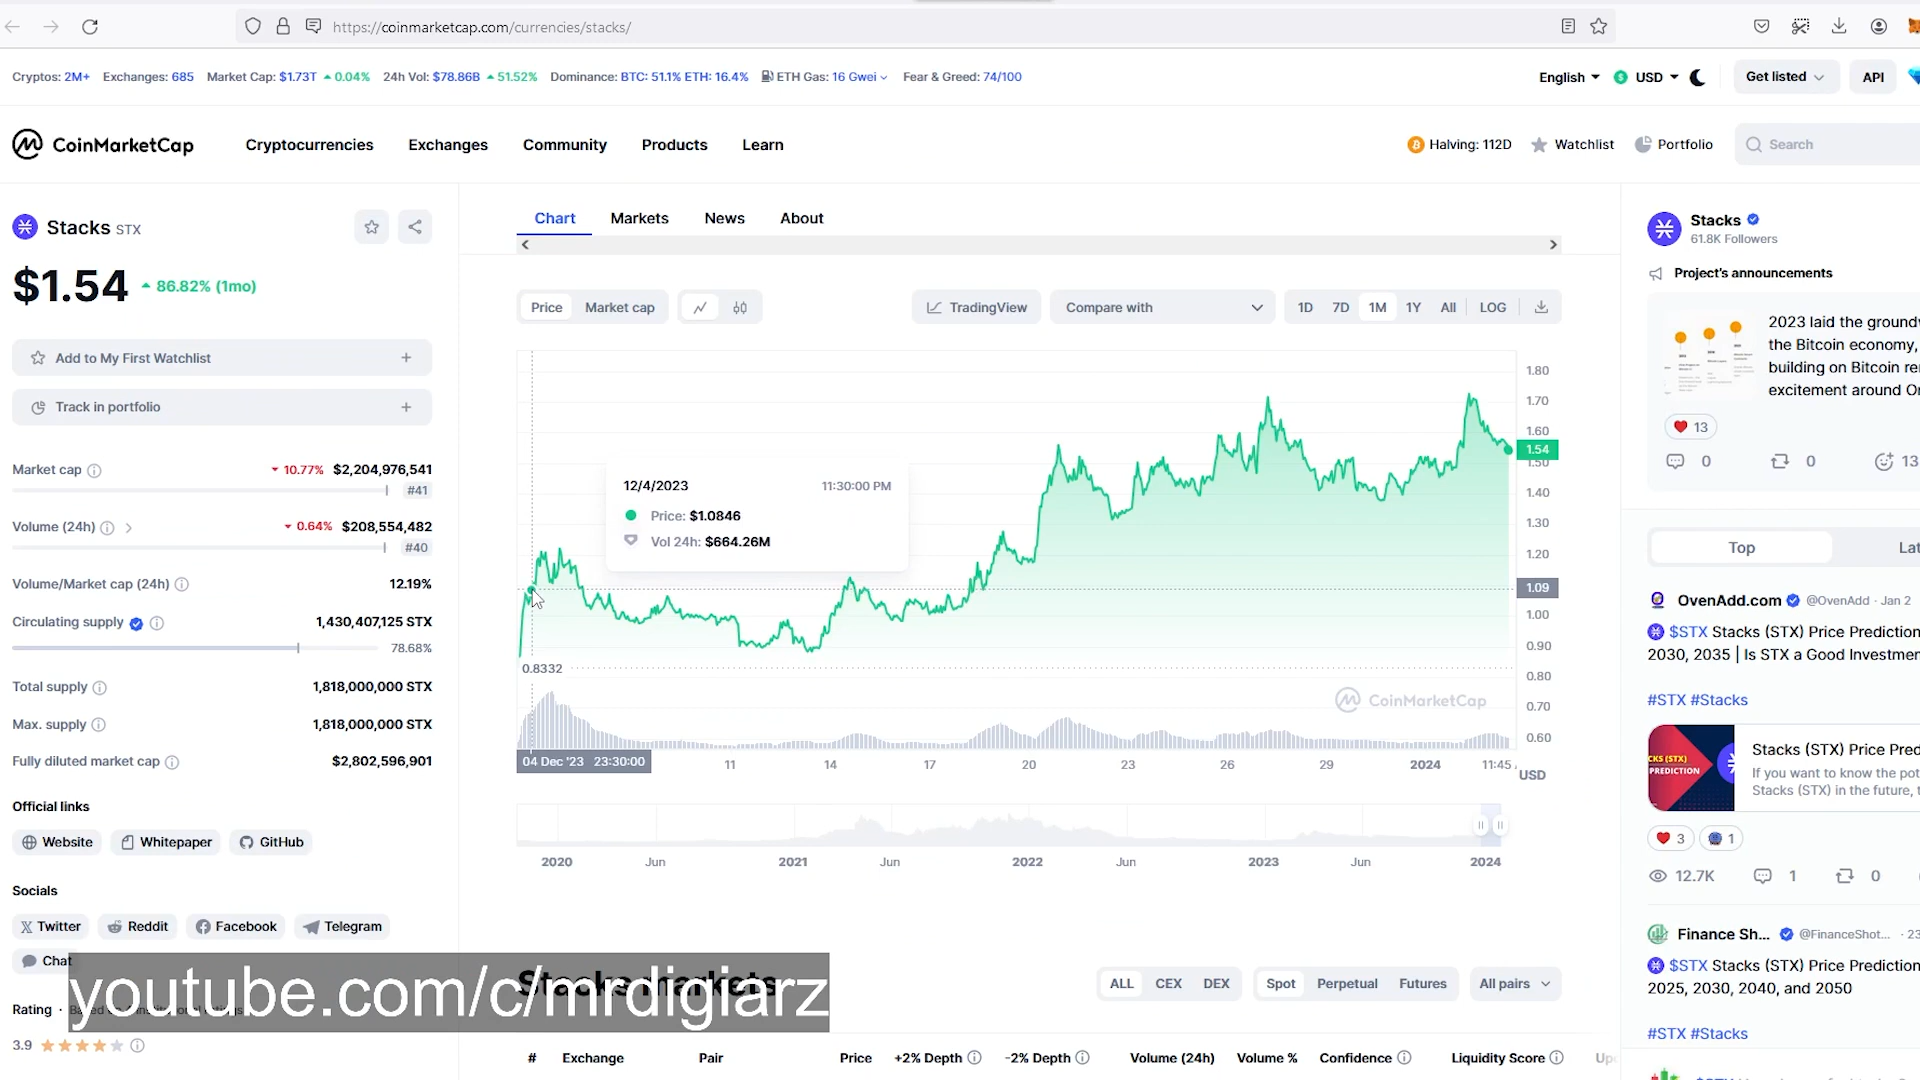 https://coinmarketcap.com/currencies/stacks/
Cryptos: 2M+ Exchanges: 685 Market Cap: $1.73T 0.04% 24h Vol: $78.86B 51.52% Dominance: BTC: 51.1% ETH: 16.4% ETH Gas: 16 Gwei Fear & Greed: 74/100
English USD Get listed API
CoinMarketCap Cryptocurrencies Exchanges Community Products Learn
Halving: 112D Watchlist Portfolio Search
Stacks STX
$1.54 86.82% (1mo)
Add to My First Watchlist +
Track in portfolio +
Market cap 10.77% $2,204,976,541
#41
Volume (24h) 0.64% $208,554,482
#40
Volume/Market cap (24h) 12.19%
Circulating supply 1,430,407,125 STX
78.68%
Total supply 1,818,000,000 STX
Max. supply 1,818,000,000 STX
Fully diluted market cap $2,802,596,901
Official links
Website Whitepaper GitHub
Socials
Twitter Reddit Facebook Telegram
Chat
Rating
3.9
youtube.com/c/mrdigiarz
Chart Markets News About
Price Market cap TradingView Compare with 1D 7D 1M 1Y All LOG
12/4/2023 11:30:00 PM
Price: $1.0846
Vol 24h: $664.26M
1.80
1.70
1.60
1.54
1.50
1.40
1.30
1.20
1.09
1.00
0.90
0.80
0.70
0.60
0.8332
CoinMarketCap
04 Dec '23 23:30:00 11 14 17 20 23 26 29 2024 11:45
USD
2020 Jun 2021 Jun 2022 Jun 2023 Jun 2024
Stacks markets
ALL CEX DEX Spot Perpetual Futures All pairs
# Exchange Pair Price +2% Depth -2% Depth Volume (24h) Volume % Confidence Liquidity Score
Stacks
61.8K Followers
Project's announcements
2023 laid the
the Bitcoin economy,
building on Bitcoin
excitement around
13
0 0 13
Top
OvenAdd.com @OvenAdd · Jan 2
$STX Stacks (STX) Price Prediction
2030, 2035 | Is STX a Good
#STX #Stacks
(STX)
PREDICTION
Stacks (STX) Price
If you want to know the
Stacks (STX) in the future,
3 1
12.7K 1 0
Finance Sh... @FinanceShot... · 23
$STX Stacks (STX) Price Prediction
2025, 2030, 2040, and 2050
#STX #Stacks